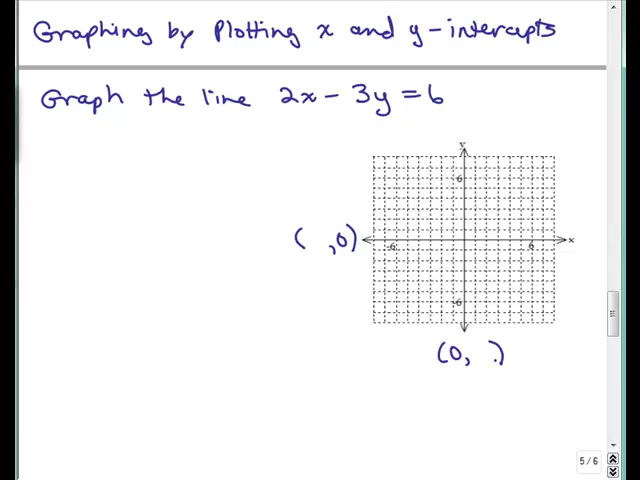 Graphing by Plotting x and y-intercepts
Graph the line 2x - 3y = 6
y
6
( ,0)
-6
6
x
-6
(0, )
5/6